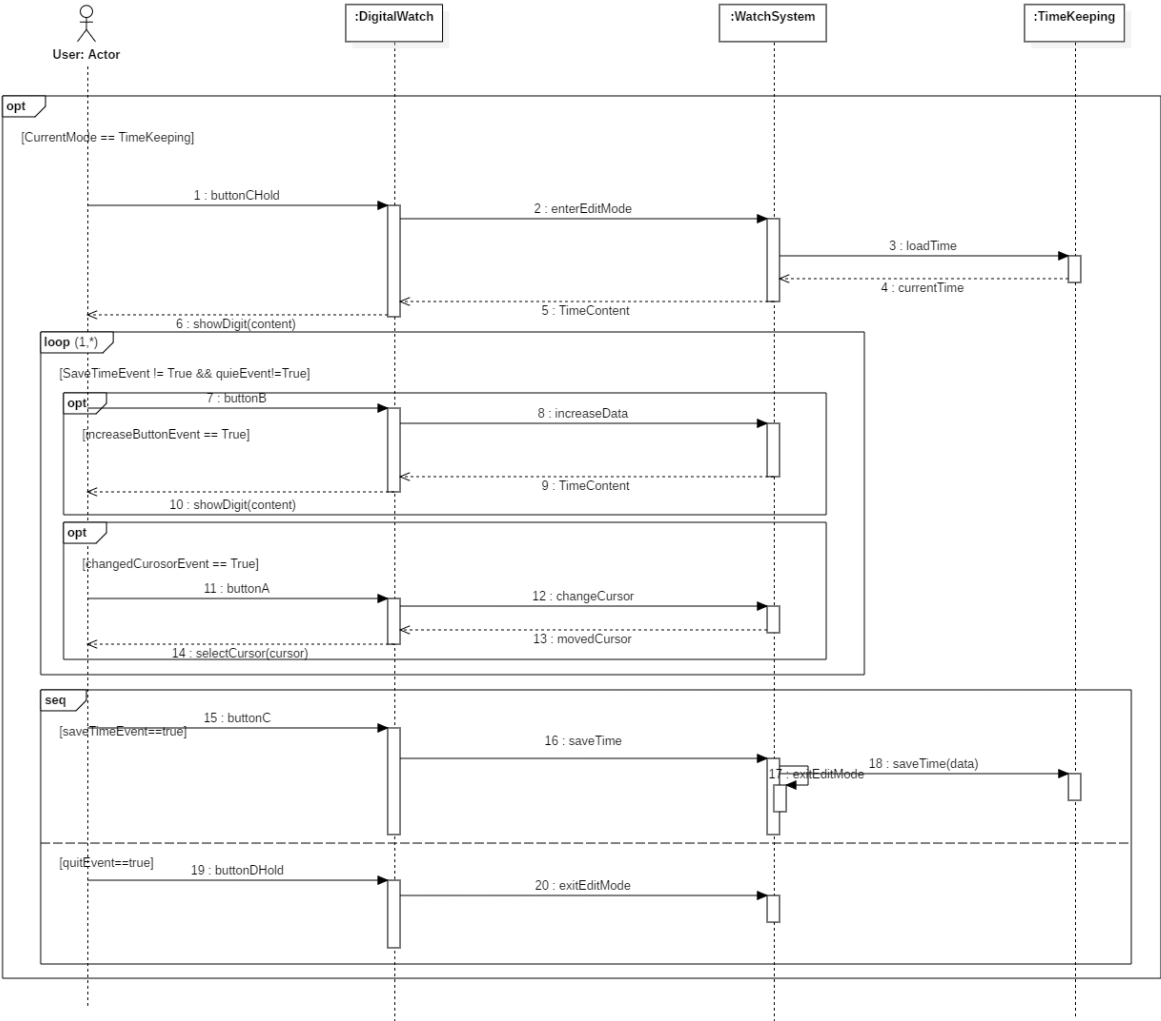 :DigitalWatch
:WatchSystem
:TimeKeeping
User: Actor
opt
[CurrentMode == TimeKeeping]
1 : buttonCHold
2 : enterEditMode
3 : loadTime
4 : currentTime
5 : TimeContent
6 : showDigit(content)
loop (1,*)
[SaveTimeEvent != True && quieEvent!=True]
opt
7 : buttonB
8 : increaseData
[increaseButtonEvent == True]
9 : TimeContent
10 : showDigit(content)
opt
[changedCurosorEvent == True]
11 : buttonA
12 : changeCursor
13 : movedCursor
14 : selectCursor(cursor)
seq
15 : buttonC
[saveTimeEvent==true]
16 : saveTime
17 : exitEditMode
18 : saveTime(data)
[quitEvent==true]
19 : buttonDHold
20 : exitEditMode